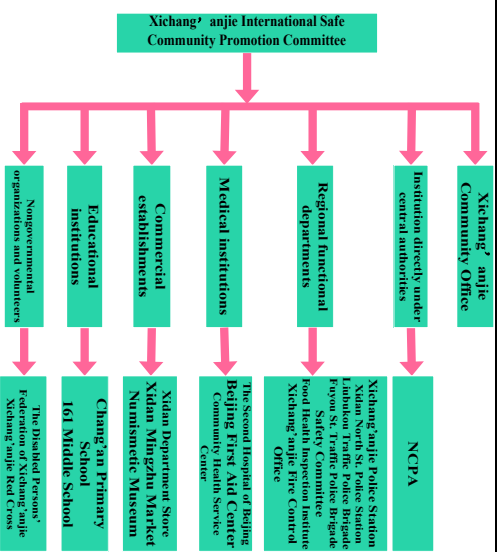 Xichang’anjie International Safe
Community Promotion Committee
Nongovernmental
organizations and volunteers
Educational
institutions
Commercial
establishments
Medical institutions
Regional functional
departments
Institution directly under
central authorities
Xichang’anjie
Community Office
The Disabled Persons’
Federation of Xichang’anjie
Xichang’anjie Red Cross
Chang’an Primary
School
161 Middle School
Xidan Department Store
Xidan Mingzhu Market
Numismetic Museum
The Second Hospital of Beijing
Beijing First Aid Center
Community Health Service
Center
Xichang’anjie Police Station
Xidan North St. Police Station
Liubukou Traffic Police Brigade
Fuyou St. Traffic Police Brigade
Safety Committee
Food Health Inspection Institute
Xichang’anjie Fire Control
Office
NCPA